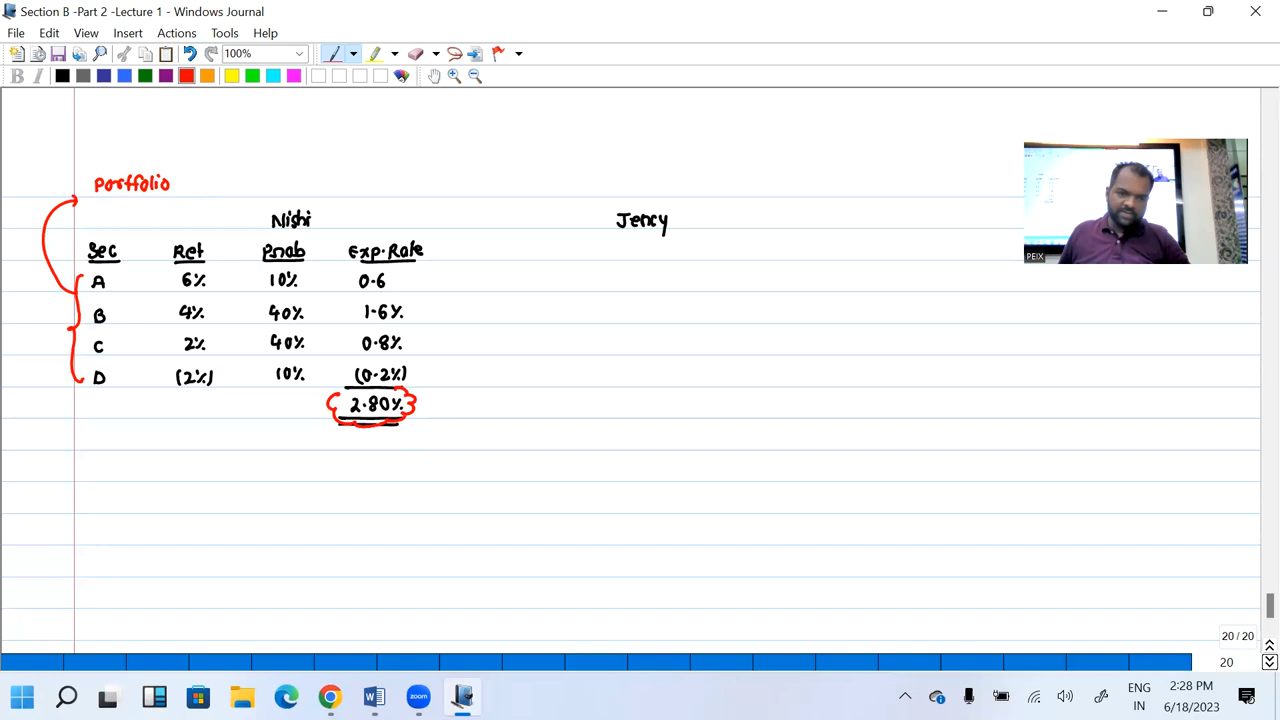 Section B -Part 2 -Lecture 1 - Windows Journal
File Edit View Insert Actions Tools Help
100%
B I
Portfolio
Nishi Jency
Sec Ret Prob Exp. Rate
A 6% 10% 0.6
B 4% 40% 1.6%
C 2% 40% 0.8%
D (2%) 10% (0.2%)
2.80%
PEIX
20 / 20
20
zoom
ENG
IN
2:28 PM
6/18/2023